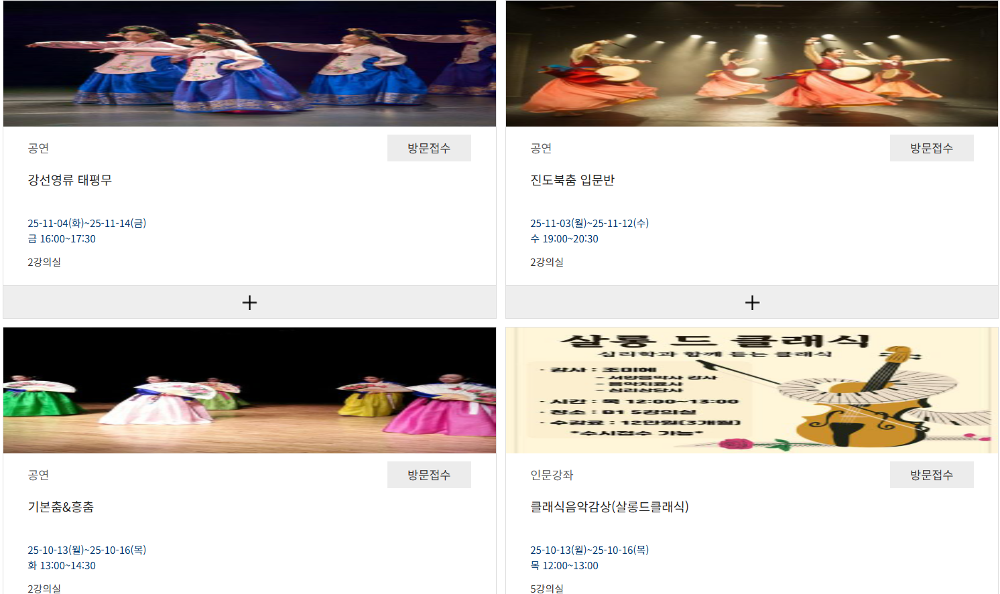 공연
방문접수
강선영류 태평무
25-11-04(화)~25-11-14(금)
금 16:00~17:30
2강의실
공연
방문접수
진도북춤 입문반
25-11-03(월)~25-11-12(수)
수 19:00~20:30
2강의실
공연
방문접수
기본춤&흥춤
25-10-13(월)~25-10-16(목)
화 13:00~14:30
2강의실
살롱 드 클래식
심리학과 함께 듣는 클래식
· 강사 : 조미혜
- 서양음악사 강사
- 음악치료사
- 심리상담사
· 시간 : 목 12:00~13:00
· 장소 : B1 5강의실
· 수강료 : 12만원(3개월)
*수시접수 가능*
인문강좌
방문접수
클래식음악감상(살롱드클래식)
25-10-13(월)~25-10-16(목)
목 12:00~13:00
5강의실